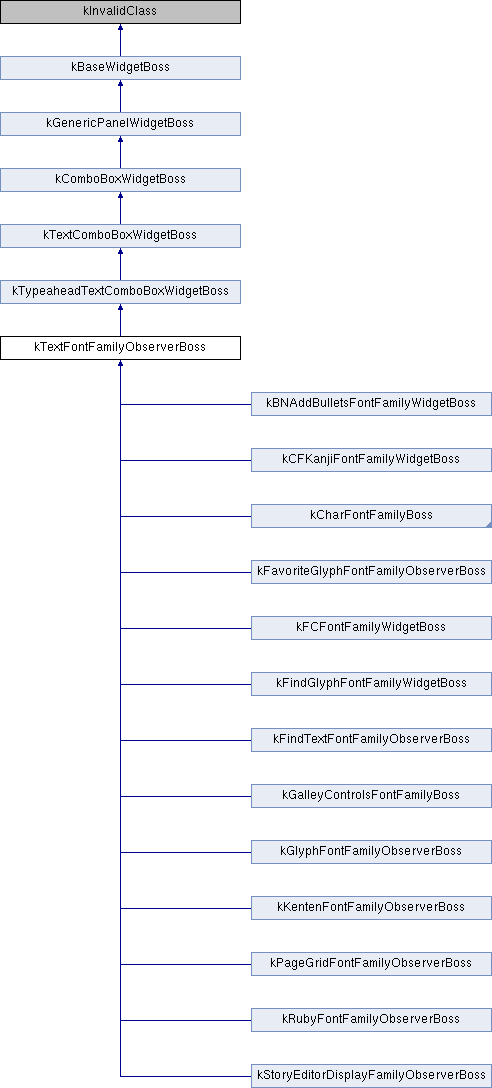 kInvalidClass
kBaseWidgetBoss
kGenericPanelWidgetBoss
kComboBoxWidgetBoss
kTextComboBoxWidgetBoss
kTypeaheadTextComboBoxWidgetBoss
kTextFontFamilyObserverBoss
kBNAddBulletsFontFamilyWidgetBoss
kCFKanjiFontFamilyWidgetBoss
kCharFontFamilyBoss
kFavoriteGlyphFontFamilyObserverBoss
kFCFontFamilyWidgetBoss
kFindGlyphFontFamilyWidgetBoss
kFindTextFontFamilyObserverBoss
kGalleyControlsFontFamilyBoss
kGlyphFontFamilyObserverBoss
kKentenFontFamilyObserverBoss
kPageGridFontFamilyObserverBoss
kRubyFontFamilyObserverBoss
kStoryEditorDisplayFamilyObserverBoss